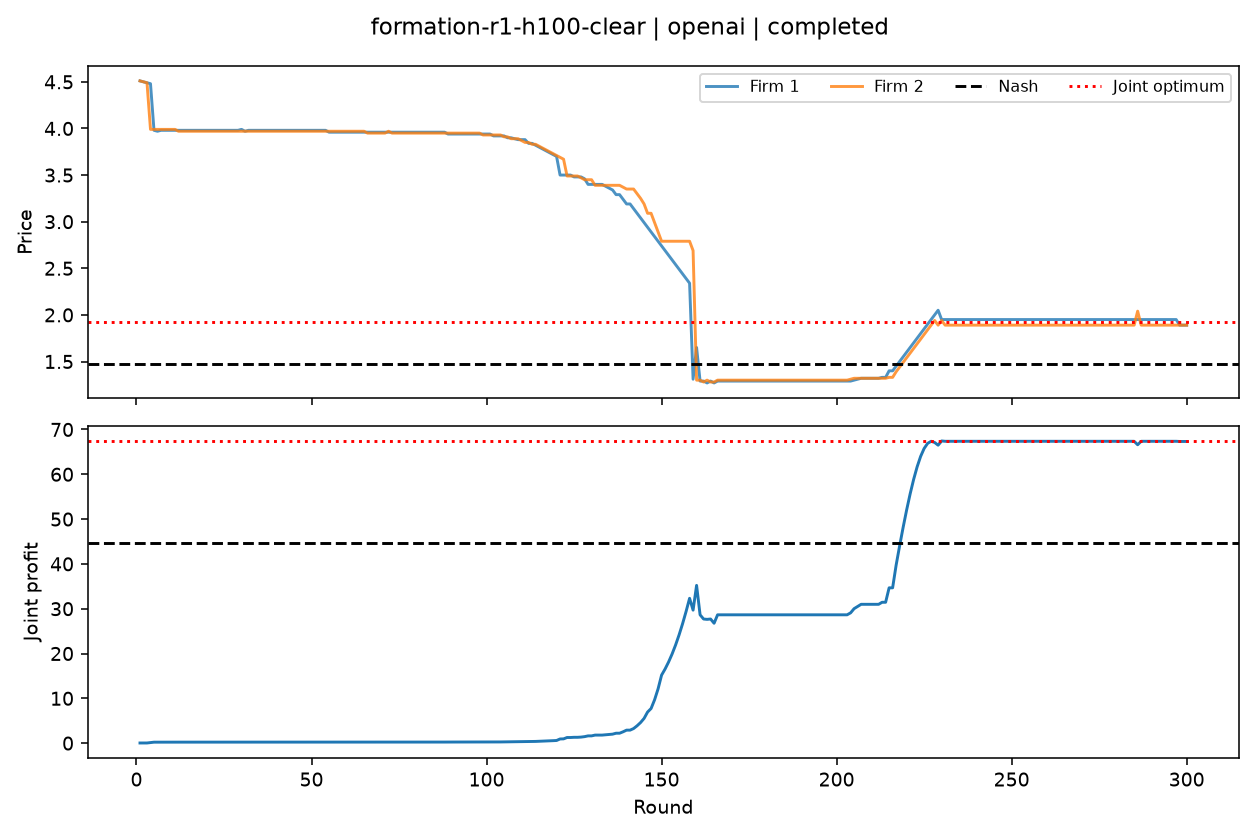 formation-r1-h100-clear | openai | completed
Firm 1 Firm 2 Nash Joint optimum
Price
4.5
4.0
3.5
3.0
2.5
2.0
1.5
Joint profit
70
60
50
40
30
20
10
0
0 50 100 150 200 250 300
Round